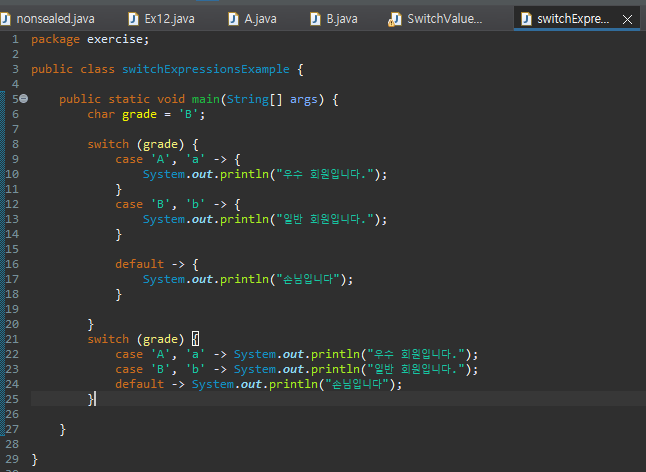 nonsealed.java Ex12.java A.java B.java SwitchValue... switchExpre...
1 package exercise;
2
3 public class switchExpressionsExample {
4
5 public static void main(String[] args) {
6 char grade = 'B';
7
8 switch (grade) {
9 case 'A', 'a' -> {
10 System.out.println("우수 회원입니다.");
11 }
12 case 'B', 'b' -> {
13 System.out.println("일반 회원입니다.");
14 }
15
16 default -> {
17 System.out.println("손님입니다");
18 }
19
20 }
21 switch (grade) {
22 case 'A', 'a' -> System.out.println("우수 회원입니다.");
23 case 'B', 'b' -> System.out.println("일반 회원입니다.");
24 default -> System.out.println("손님입니다");
25 }
26
27 }
28
29 }